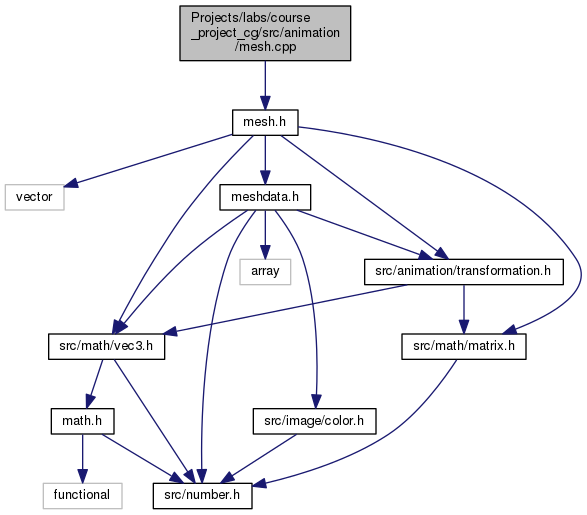 Projects/labs/course
_project_cg/src/animation
/mesh.cpp
mesh.h
vector
meshdata.h
array
src/animation/transformation.h
src/math/vec3.h
src/math/matrix.h
math.h
src/image/color.h
functional
src/number.h